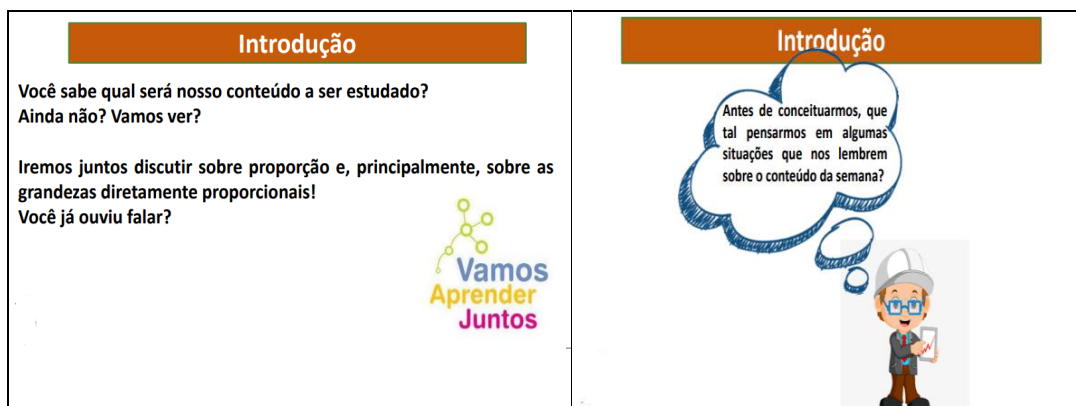 Introdução
Você sabe qual será nosso conteúdo a ser estudado?
Ainda não? Vamos ver?
Iremos juntos discutir sobre proporção e, principalmente, sobre as
grandezas diretamente proporcionais!
Você já ouviu falar?
Vamos
Aprender
Juntos
Introdução
Antes de conceituarmos, que
tal pensarmos em algumas
situações que nos lembrem
sobre o conteúdo da semana?